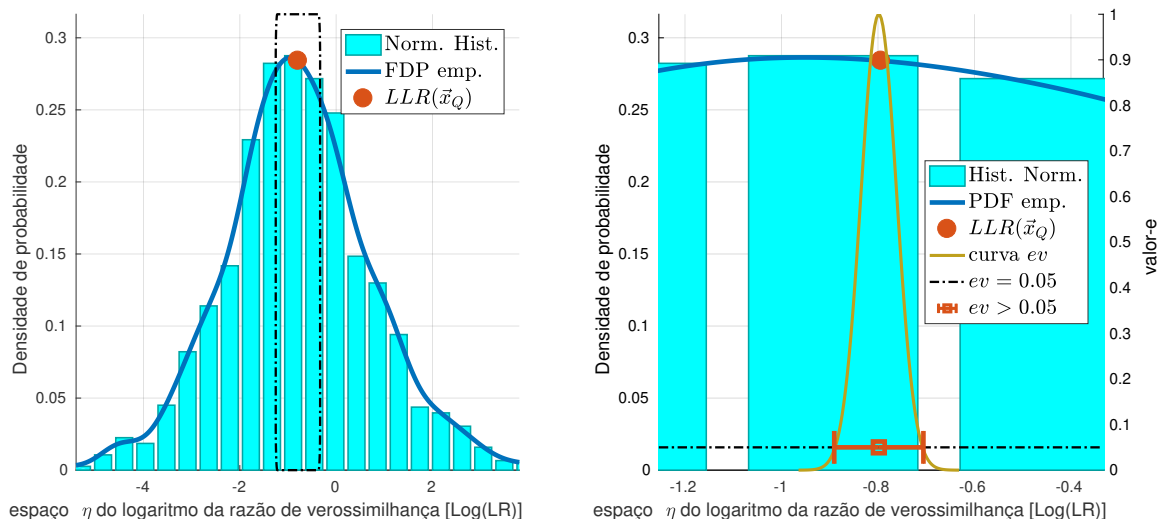 0.3
0.25
0.2
0.15
0.1
0.05
0
Densidade de probabilidade
Norm. Hist.
FDP emp.
LLR(x⃗_Q)
-4
-2
0
2
espaço η do logaritmo da razão de verossimilhança [Log(LR)]
0.3
0.25
0.2
0.15
0.1
0.05
0
Densidade de probabilidade
Hist. Norm.
PDF emp.
LLR(x⃗_Q)
curva ev
ev = 0.05
ev > 0.05
1
0.9
0.8
0.7
0.6
0.5
0.4
0.3
0.2
0.1
0
valor-e
-1.2
-1
-0.8
-0.6
-0.4
espaço η do logaritmo da razão de verossimilhança [Log(LR)]